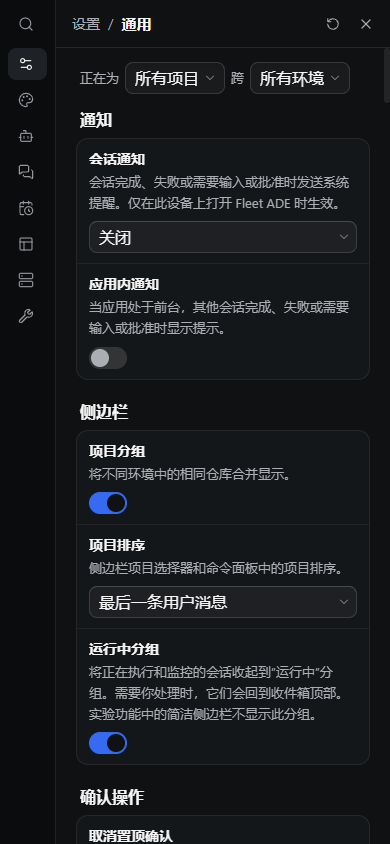 设置 / 通用
正在为 所有项目 跨 所有环境
通知
会话通知
会话完成、失败或需要输入或批准时发送系统
提醒。仅在此设备上打开 Fleet ADE 时生效。
关闭
应用内通知
当应用处于前台，其他会话完成、失败或需要
输入或批准时显示提示。
侧边栏
项目分组
将不同环境中的相同仓库合并显示。
项目排序
侧边栏项目选择器和命令面板中的项目排序。
最后一条用户消息
运行中分组
将正在执行和监控的会话收起到“运行中”分
组。需要你处理时，它们会回到收件箱顶部。
实验功能中的简洁侧边栏不显示此分组。
确认操作
取消置顶确认